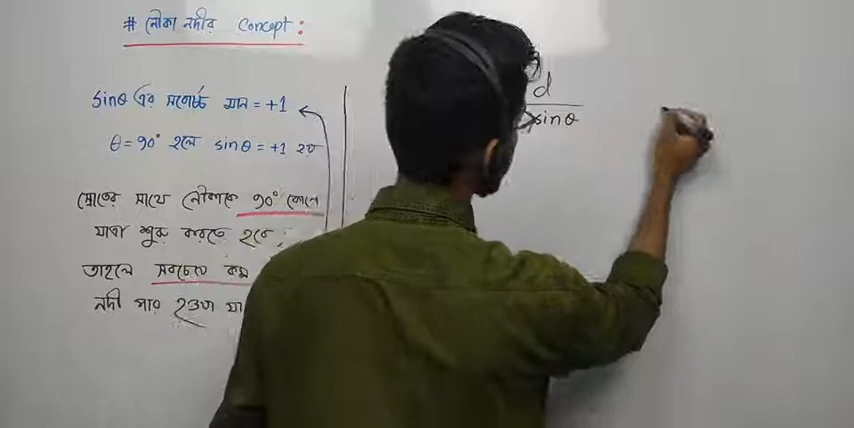 # নৌকা নদীর Concept :
sinθ এর সর্বোচ্চ মান = +1
θ = 90° হলে sinθ = +1 হয়
স্রোতের সাথে নৌকাকে 90° কোণে
যাত্রা শুরু করতে হবে ;
তাহলে সবচেয়ে কম
নদী পার হওয়া যা
d
sinθ